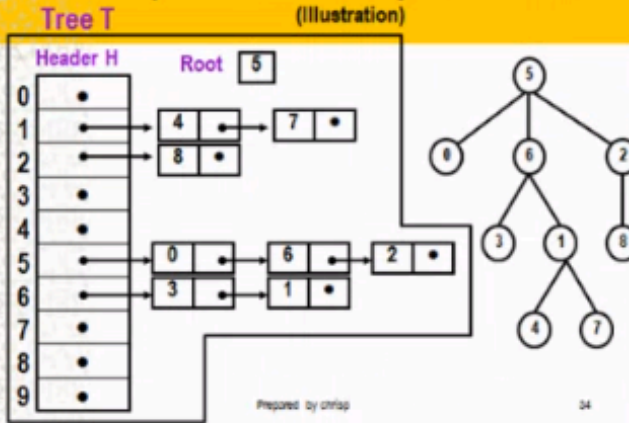 (Illustration)
Tree T
Header H
Root 5
0
1 4 7
2 8
3
4
5 0 6 2
6 3 1
7
8
9
5
0 6 2
3 1 8
4 7
Prepared by chrisp
34